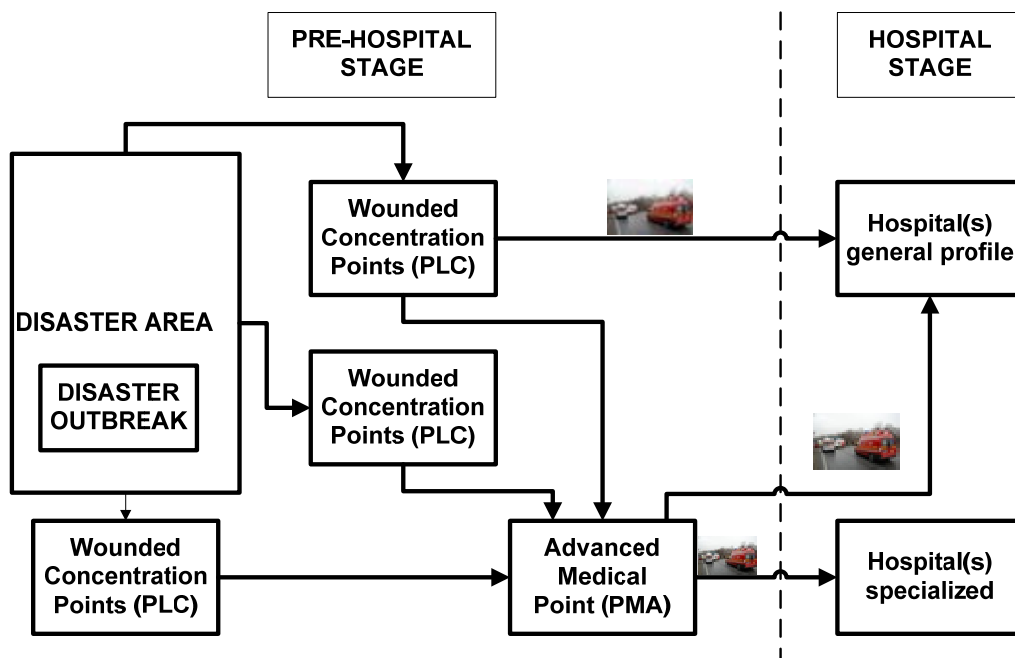 PRE-HOSPITAL
STAGE
HOSPITAL
STAGE
Wounded
Concentration
Points (PLC)
Hospital(s)
general profile
DISASTER AREA
DISASTER
OUTBREAK
Wounded
Concentration
Points (PLC)
Wounded
Concentration
Points (PLC)
Advanced
Medical
Point (PMA)
Hospital(s)
specialized